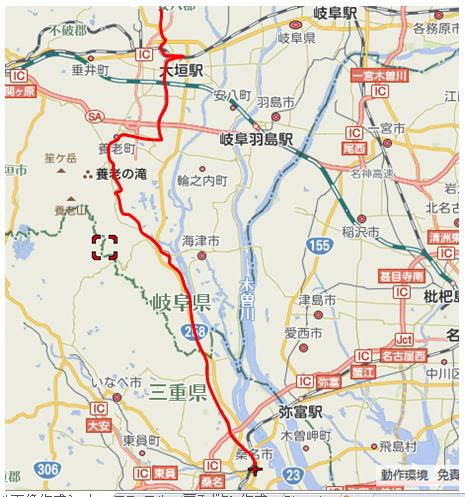 安八郡
岐阜駅
岐阜県
各務原市
不破郡
IC
大垣駅
垂井町
一宮木曽川
IC
関ヶ原
安八町
羽島市
SA
養老町
岐阜羽島駅
IC
尾西
一宮市
笙ケ岳
養老の滝
輪之内町
名神高速
養老山
稲沢市
北名古
清洲東
IC
海津市
155
木曽川
甚目寺南
IC
枇杷島
岐阜県
津島市
258
愛西市
Jct
名古屋西
IC
蟹江
IC
弥富
中川区
三重県
いなべ市
IC
大安
弥富駅
東員町
桑名市
木曽岬町
飛島村
306
IC
東員
IC
桑名
23
動作環境
免責